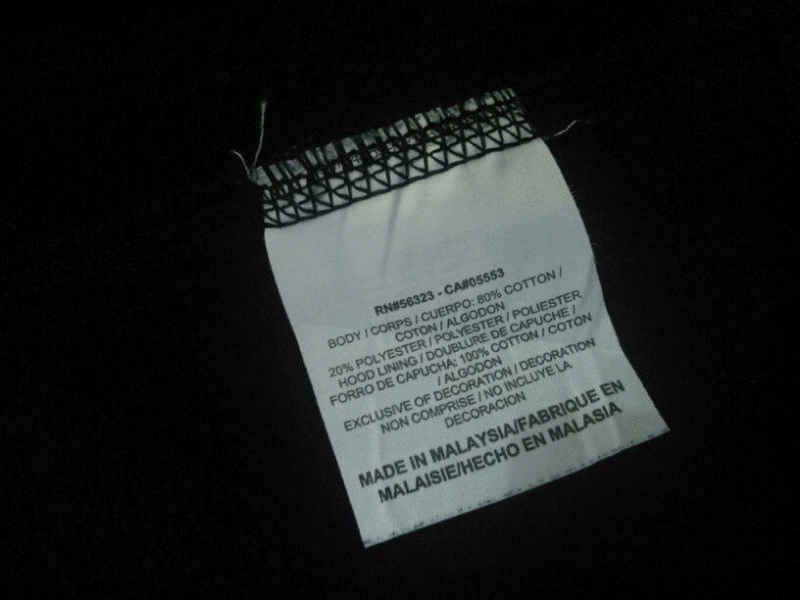 RN#56323 - CA#05553
BODY / CORPS / CUERPO: 80% COTTON /
COTON / ALGODON
20% POLYESTER / POLYESTER / POLIESTER
HOOD LINING / DOUBLURE DE CAPUCHE /
FORRO DE CAPUCHA: 100% COTTON / COTON
/ ALGODON
EXCLUSIVE OF DECORATION / DECORATION
NON COMPRISE / NO INCLUYE LA
DECORACION
MADE IN MALAYSIA/FABRIQUE EN
MALAISIE/HECHO EN MALASIA